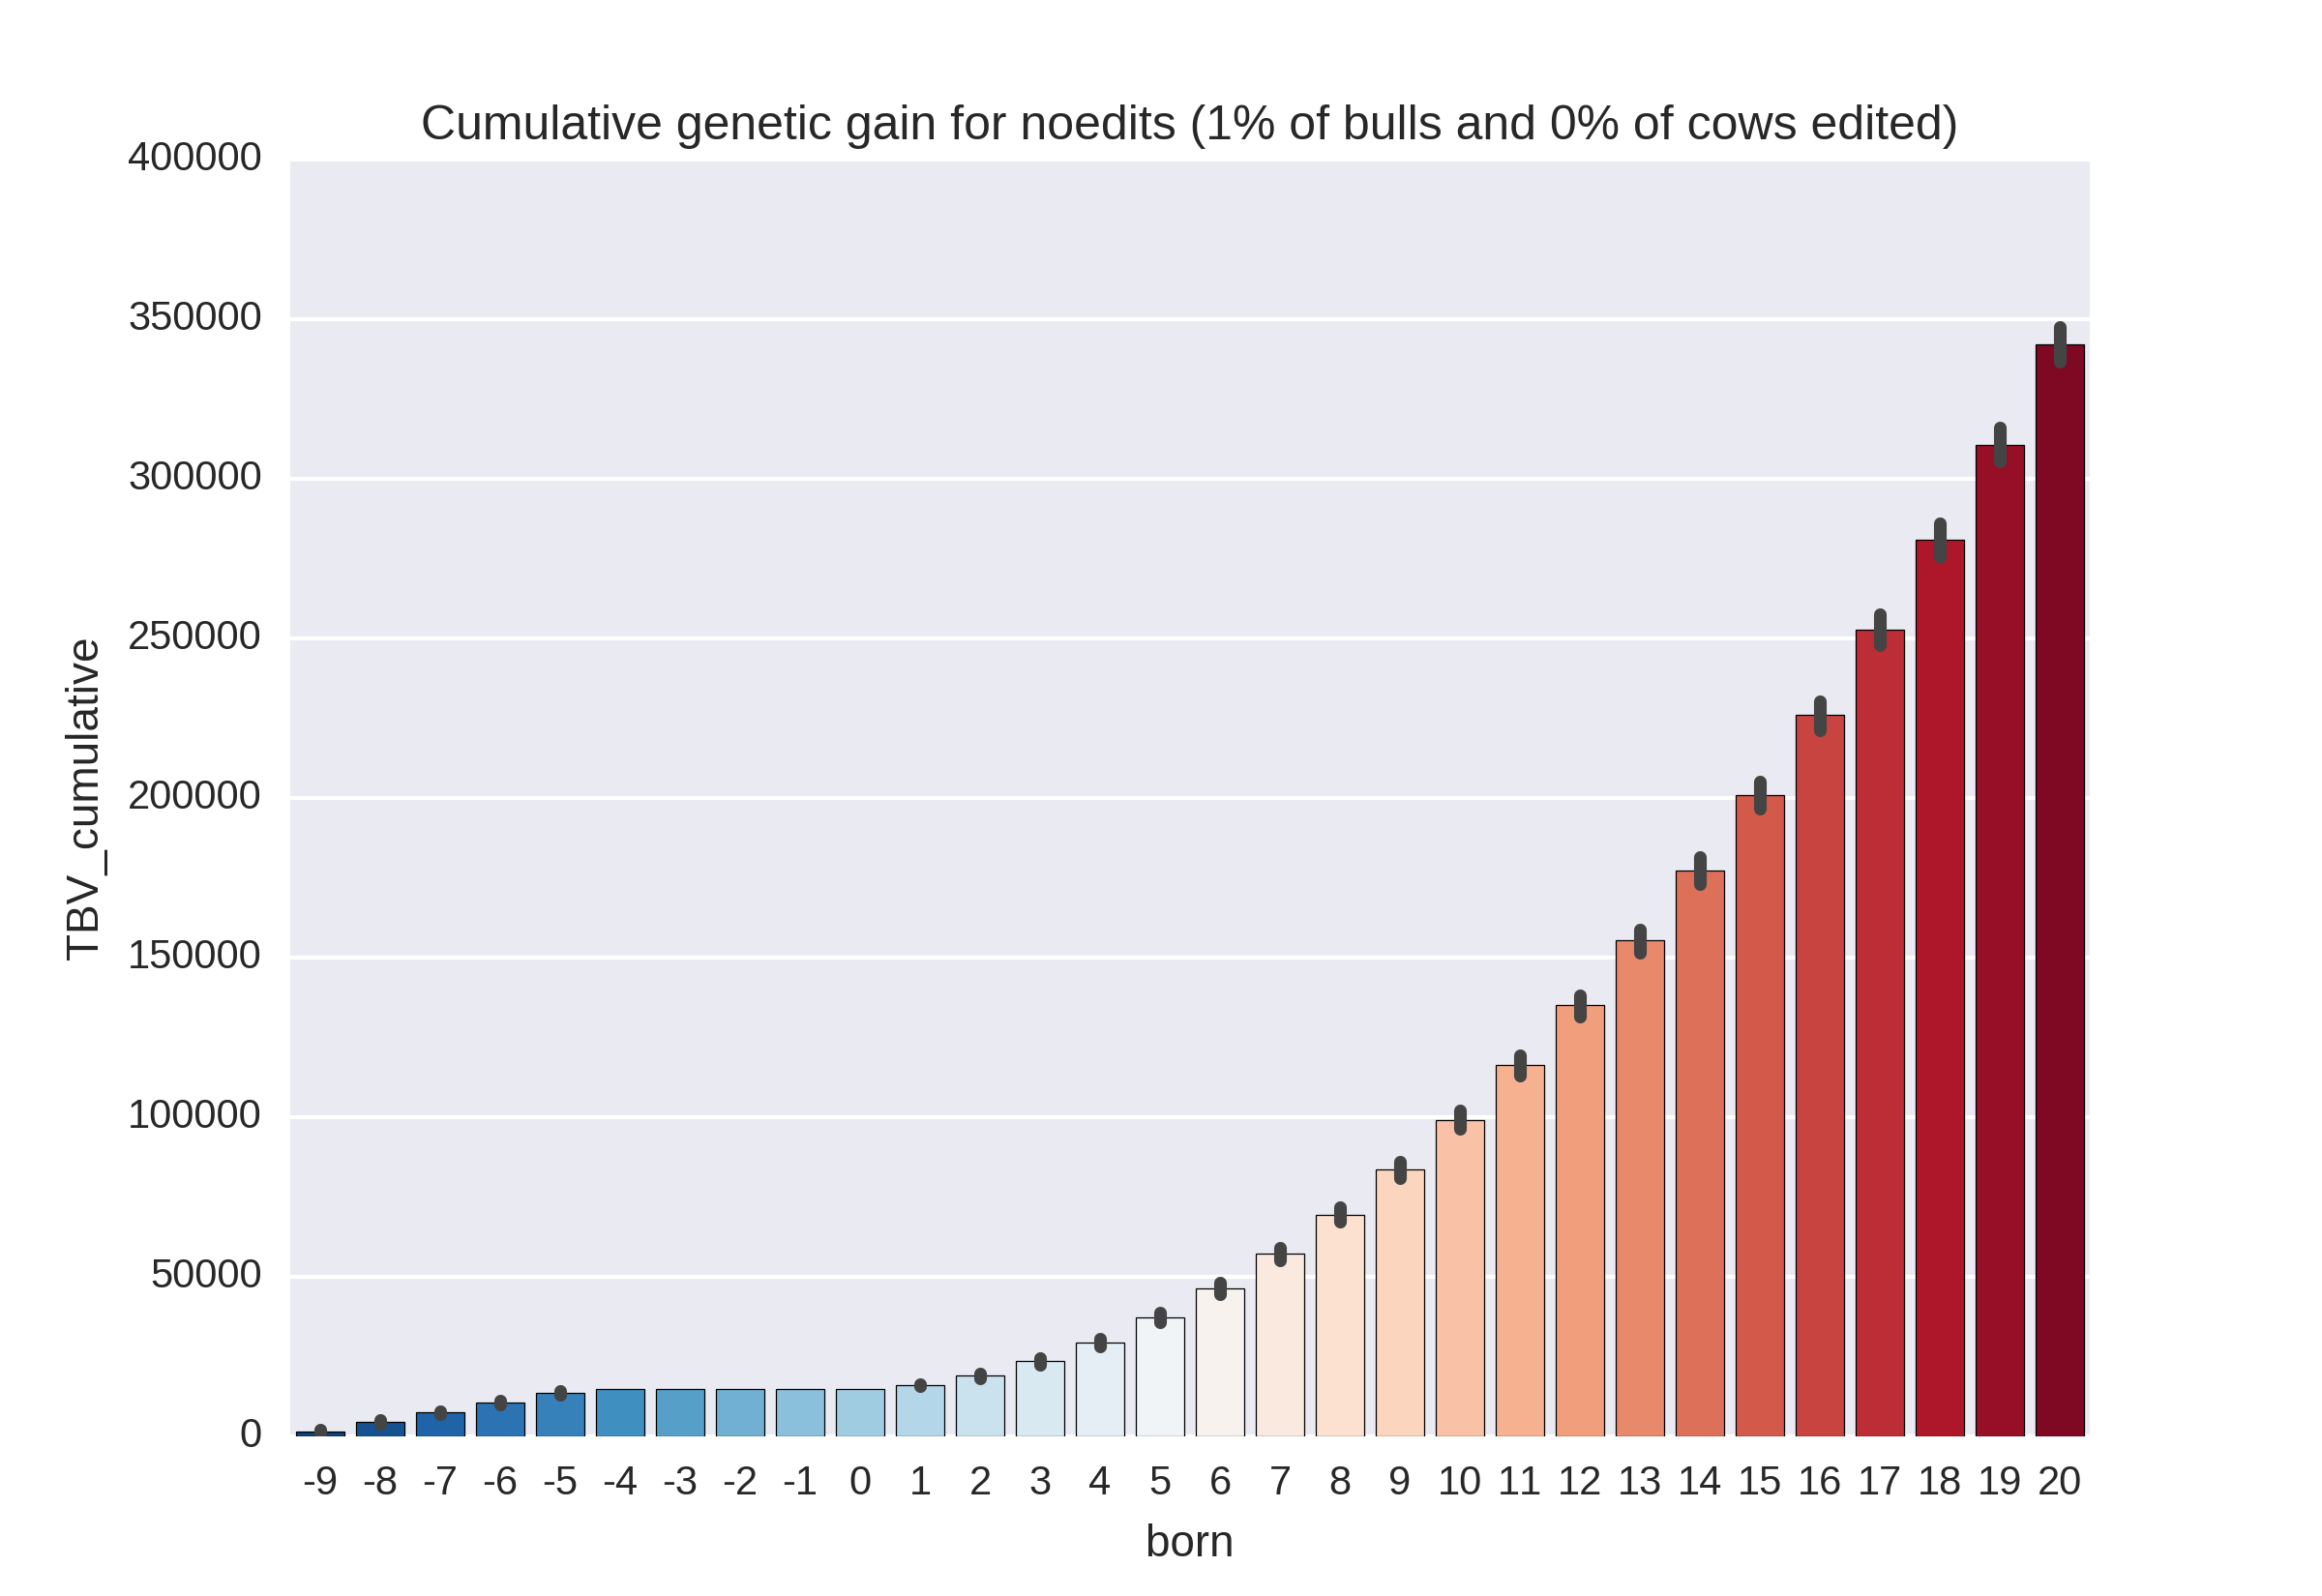 Cumulative genetic gain for noedits (1% of bulls and 0% of cows edited)
400000
350000
300000
250000
200000
150000
100000
50000
0
TBV_cumulative
-9 -8 -7 -6 -5 -4 -3 -2 -1 0 1 2 3 4 5 6 7 8 9 10 11 12 13 14 15 16 17 18 19 20
born